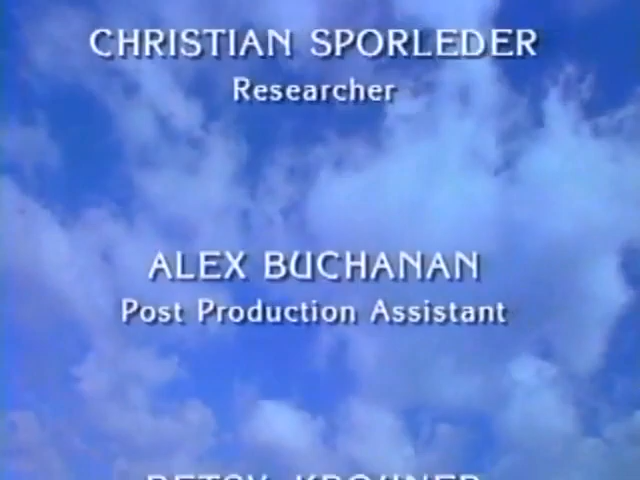 CHRISTIAN SPORLEDER
Researcher
ALEX BUCHANAN
Post Production Assistant